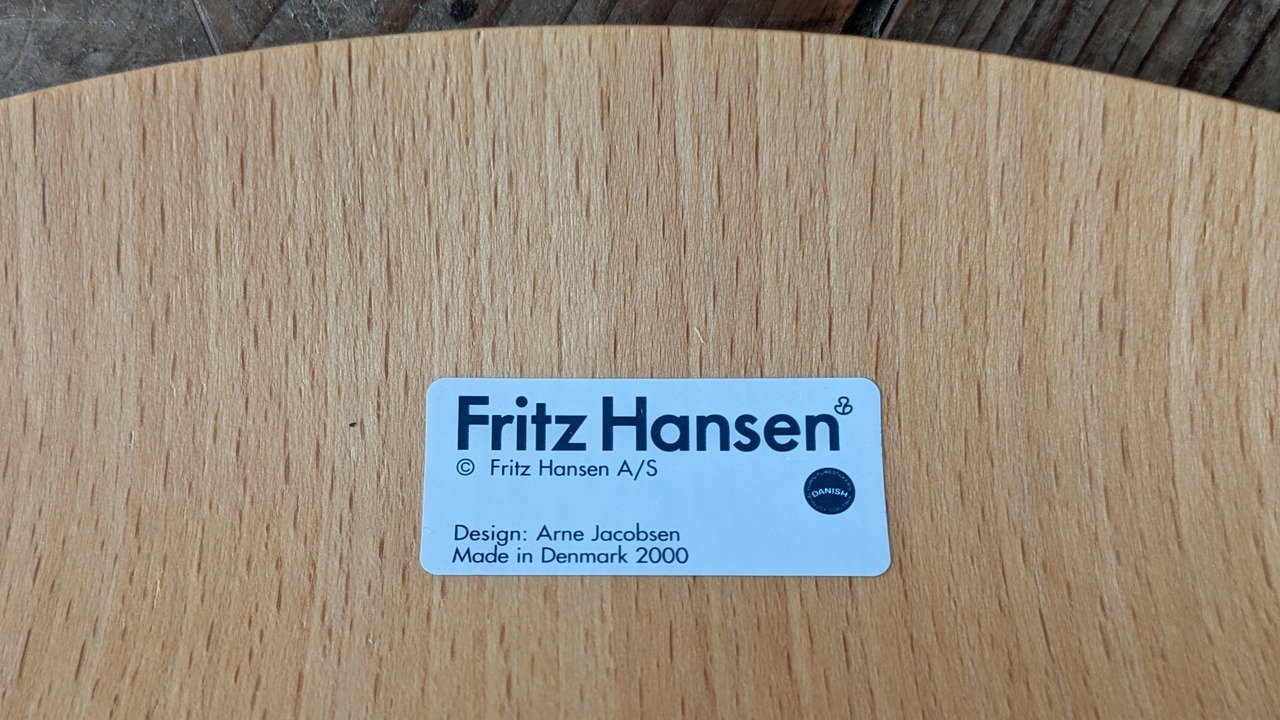 Fritz Hansen
© Fritz Hansen A/S
DANISH
Design: Arne Jacobsen
Made in Denmark 2000